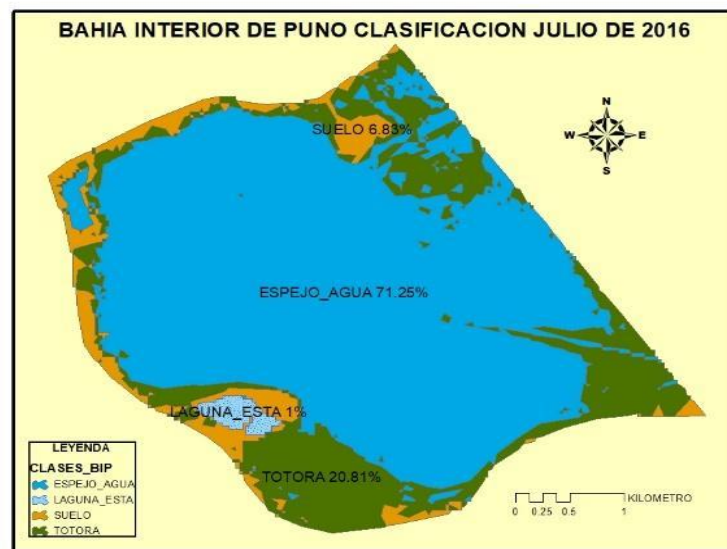 BAHIA INTERIOR DE PUNO CLASIFICACION JULIO DE 2016
N
W E
S
SUELO 6.83%
ESPEJO_AGUA 71.25%
LAGUNA_ESTA 1%
TOTORA 20.81%
LEYENDA
CLASES_BIP
ESPEJO_AGUA
LAGUNA_ESTA
SUELO
TOTORA
KILOMETRO
0 0.25 0.5 1